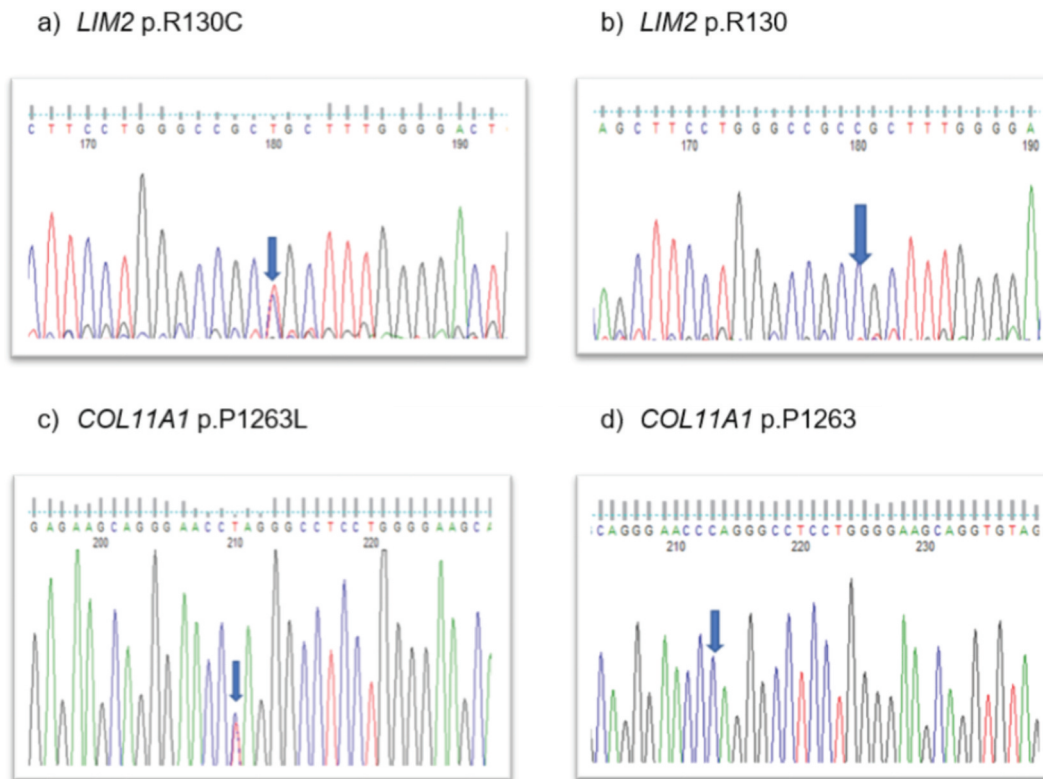 a) LIM2 p.R130C
b) LIM2 p.R130
C T T C C T G G G C C G C T G C T T T G G G G A C T
170 180 190
A G C T T C C T G G G C C G C C G C T T T G G G G A
170 180 190
c) COL11A1 p.P1263L
d) COL11A1 p.P1263
G A G A A G C A G G G A A C C T A G G G C C T C C T G G G G A A G C A
200 210 220
C A G G G A A C C C A G G G C C T C C T G G G G A A G C A G G T G T A G
210 220 230